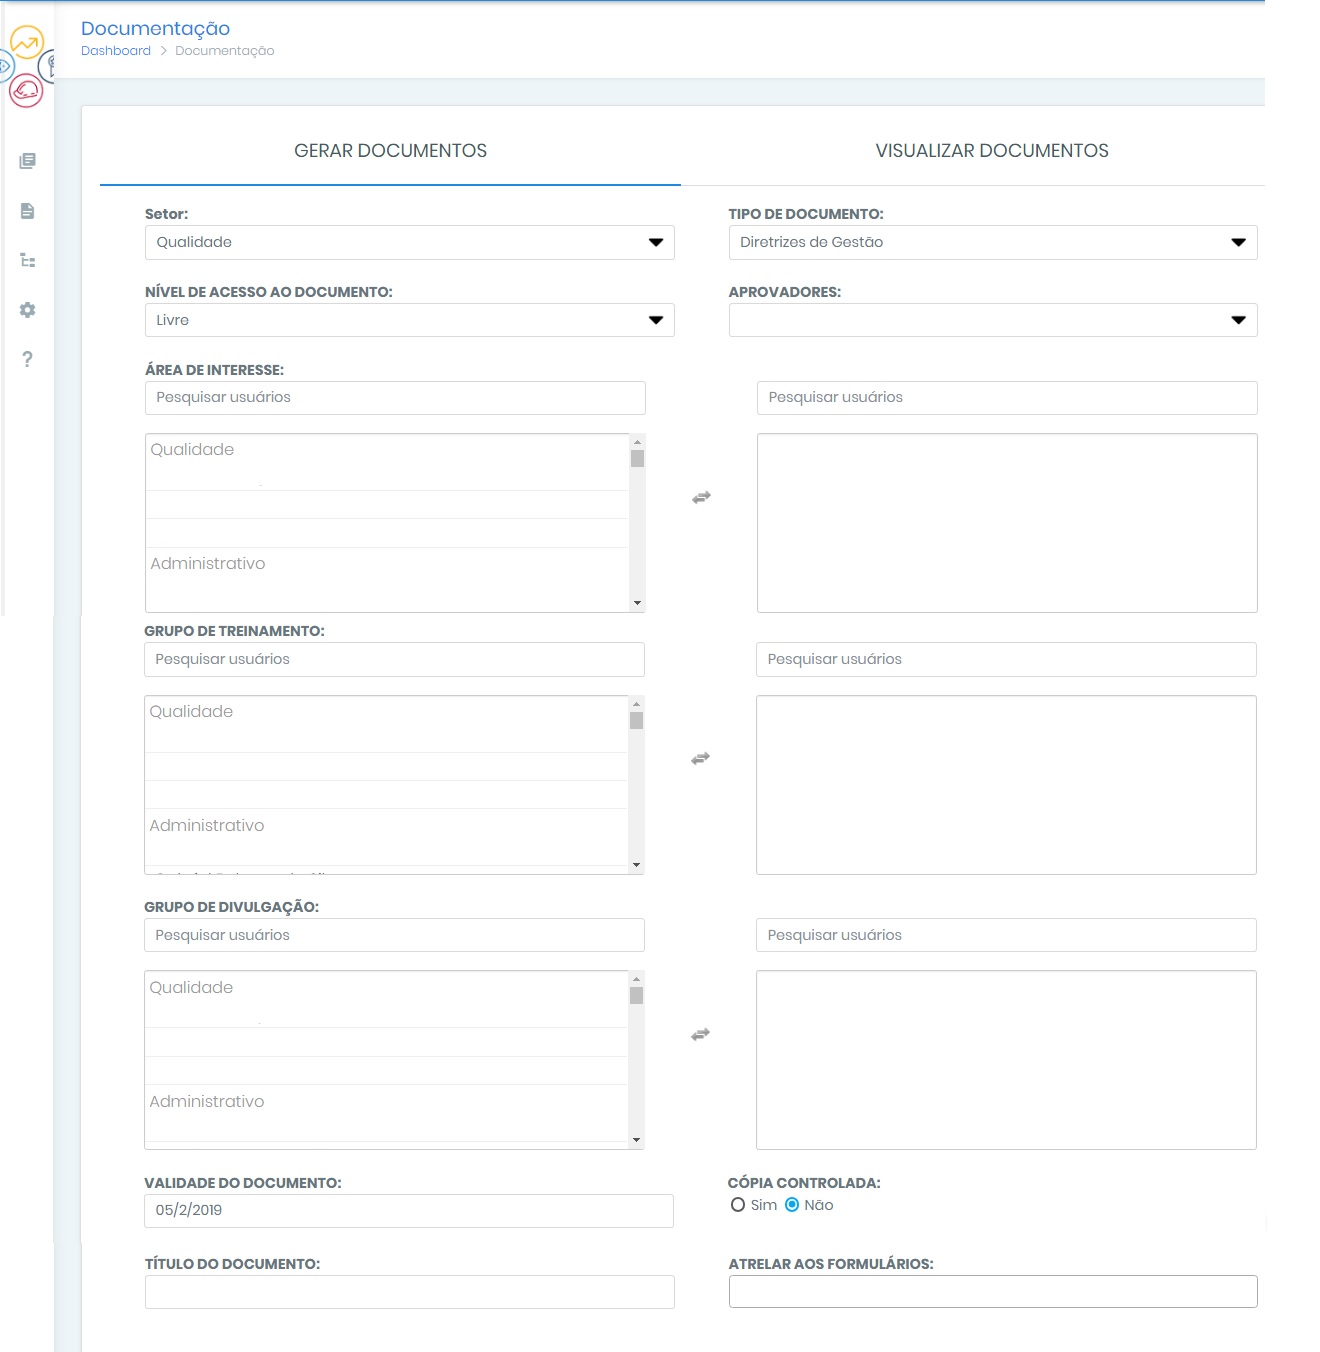 Documentação
Dashboard > Documentação
GERAR DOCUMENTOS
VISUALIZAR DOCUMENTOS
Setor:
TIPO DE DOCUMENTO:
Qualidade
Diretrizes de Gestão
NÍVEL DE ACESSO AO DOCUMENTO:
APROVADORES:
Livre
ÁREA DE INTERESSE:
Pesquisar usuários
Pesquisar usuários
Qualidade
Administrativo
GRUPO DE TREINAMENTO:
Pesquisar usuários
Pesquisar usuários
Qualidade
Administrativo
GRUPO DE DIVULGAÇÃO:
Pesquisar usuários
Pesquisar usuários
Qualidade
Administrativo
VALIDADE DO DOCUMENTO:
CÓPIA CONTROLADA:
05/2/2019
Sim Não
TÍTULO DO DOCUMENTO:
ATRELAR AOS FORMULÁRIOS: